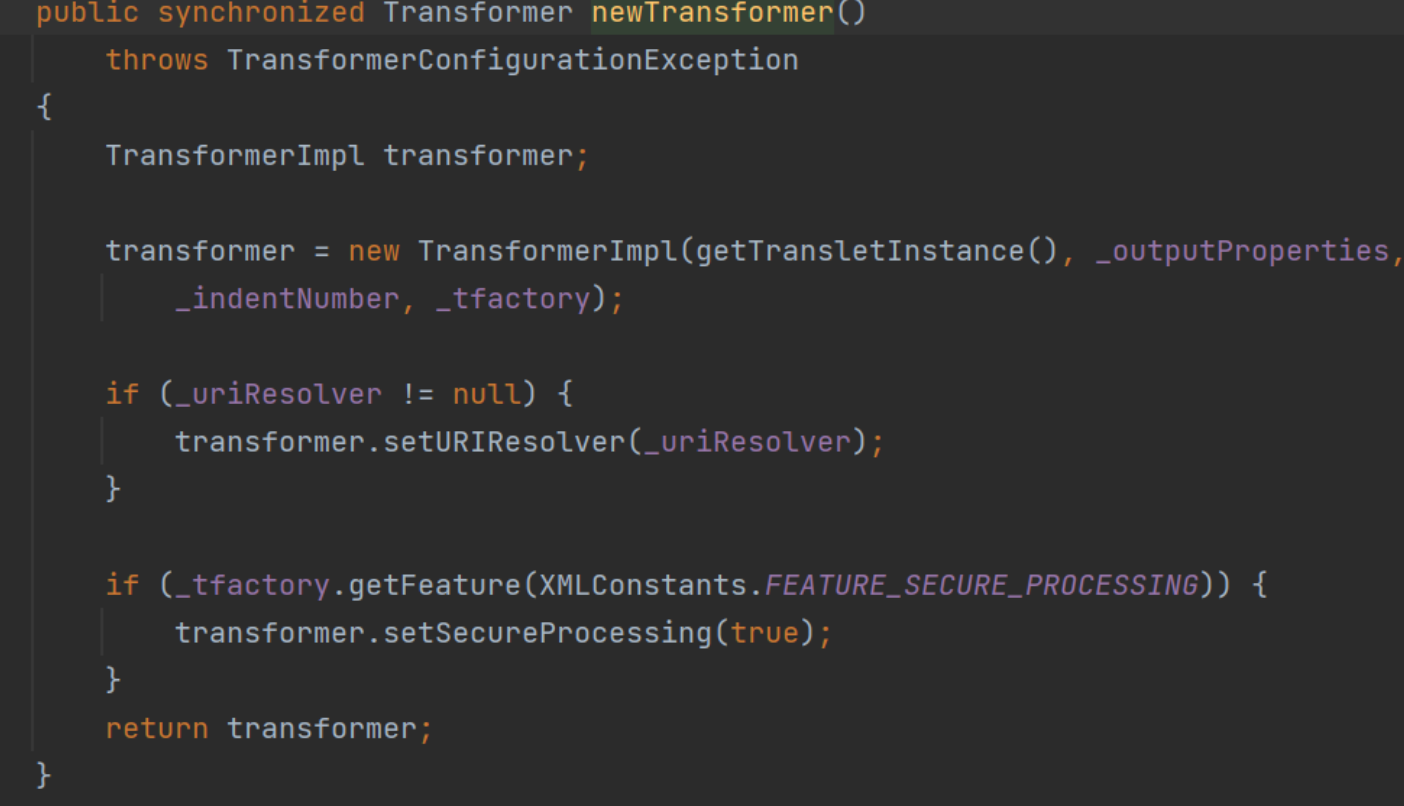 public synchronized Transformer newTransformer()
throws TransformerConfigurationException
{
TransformerImpl transformer;
transformer = new TransformerImpl(getTransletInstance(), _outputProperties,
_indentNumber, _tfactory);
if (_uriResolver != null) {
transformer.setURIResolver(_uriResolver);
}
if (_tfactory.getFeature(XMLConstants.FEATURE_SECURE_PROCESSING)) {
transformer.setSecureProcessing(true);
}
return transformer;
}